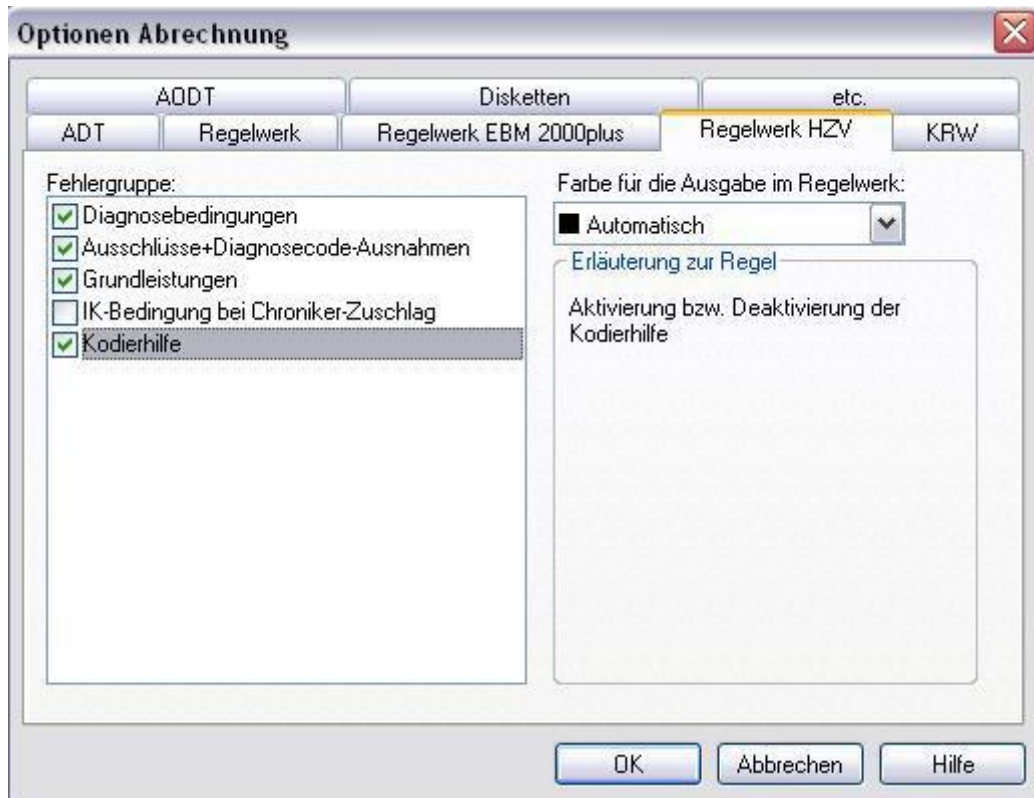 Optionen Abrechnung
AODT
Disketten
etc.
ADT
Regelwerk
Regelwerk EBM 2000plus
Regelwerk HZV
KRW
Fehlergruppe:
Diagnosebedingungen
Ausschlüsse+Diagnosecode-Ausnahmen
Grundleistungen
IK-Bedingung bei Chroniker-Zuschlag
Kodierhilfe
Farbe für die Ausgabe im Regelwerk:
Automatisch
Erläuterung zur Regel
Aktivierung bzw. Deaktivierung der
Kodierhilfe
OK
Abbrechen
Hilfe